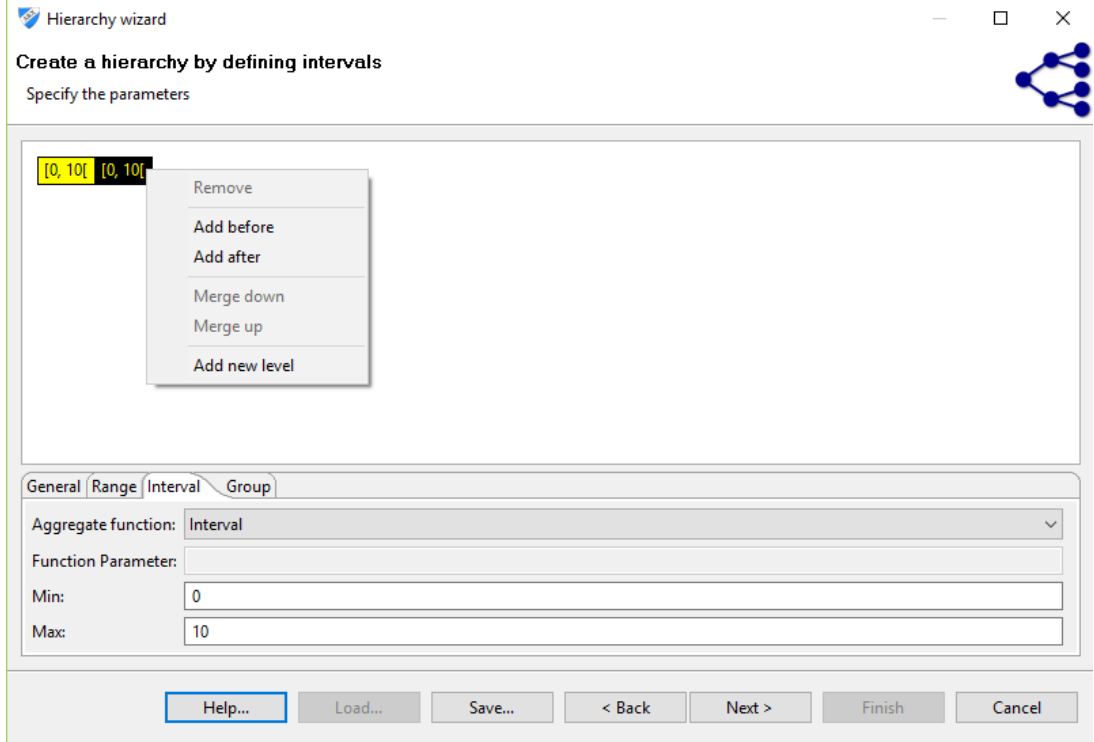 Hierarchy wizard
Create a hierarchy by defining intervals
Specify the parameters
[0, 10[ [0, 10[
Remove
Add before
Add after
Merge down
Merge up
Add new level
General Range Interval Group
Aggregate function: Interval
Function Parameter:
Min: 0
Max: 10
Help... Load... Save... < Back Next > Finish Cancel